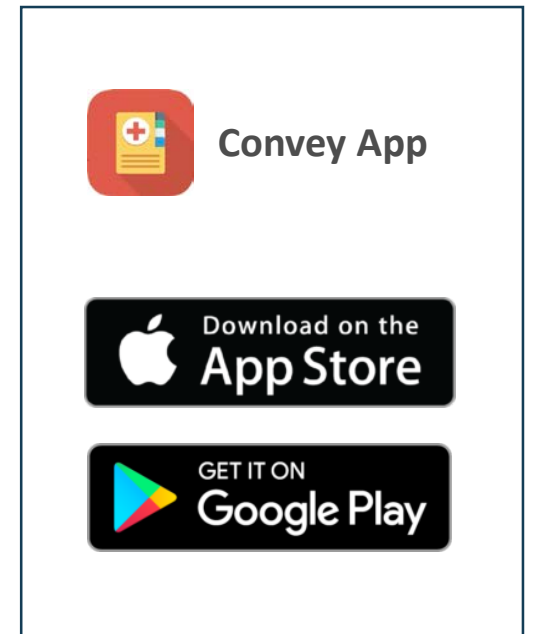 Convey App
Download on the
App Store
GET IT ON
Google Play